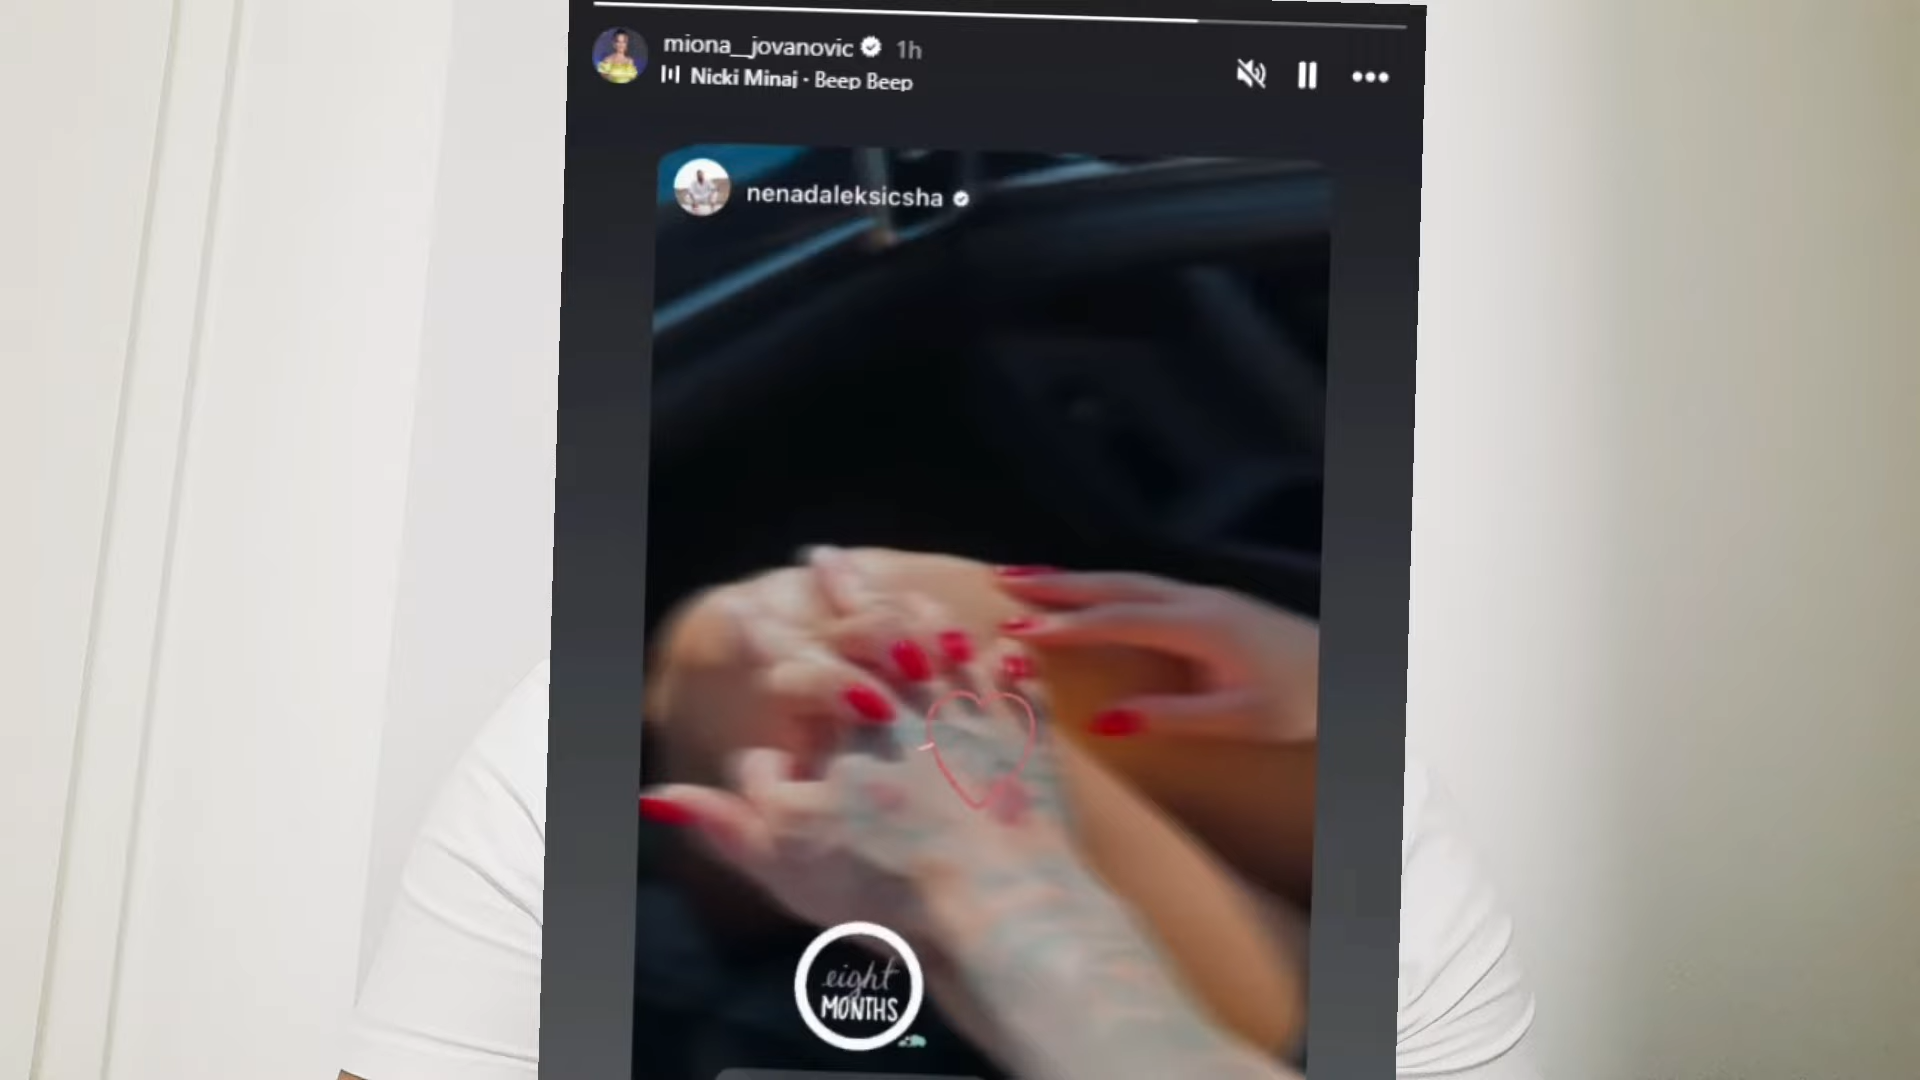 miona__jovanovic 1h
Nicki Minaj · Beep Beep
nenadaleksicsha
eight
MONTHS